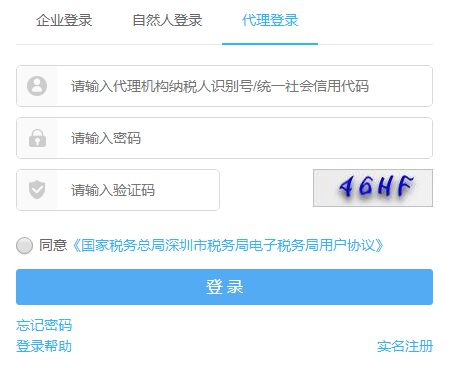 企业登录 自然人登录 代理登录
请输入代理机构纳税人识别号/统一社会信用代码
请输入密码
请输入验证码 46HF
同意《国家税务总局深圳市税务局电子税务局用户协议》
登录
忘记密码
登录帮助 实名注册